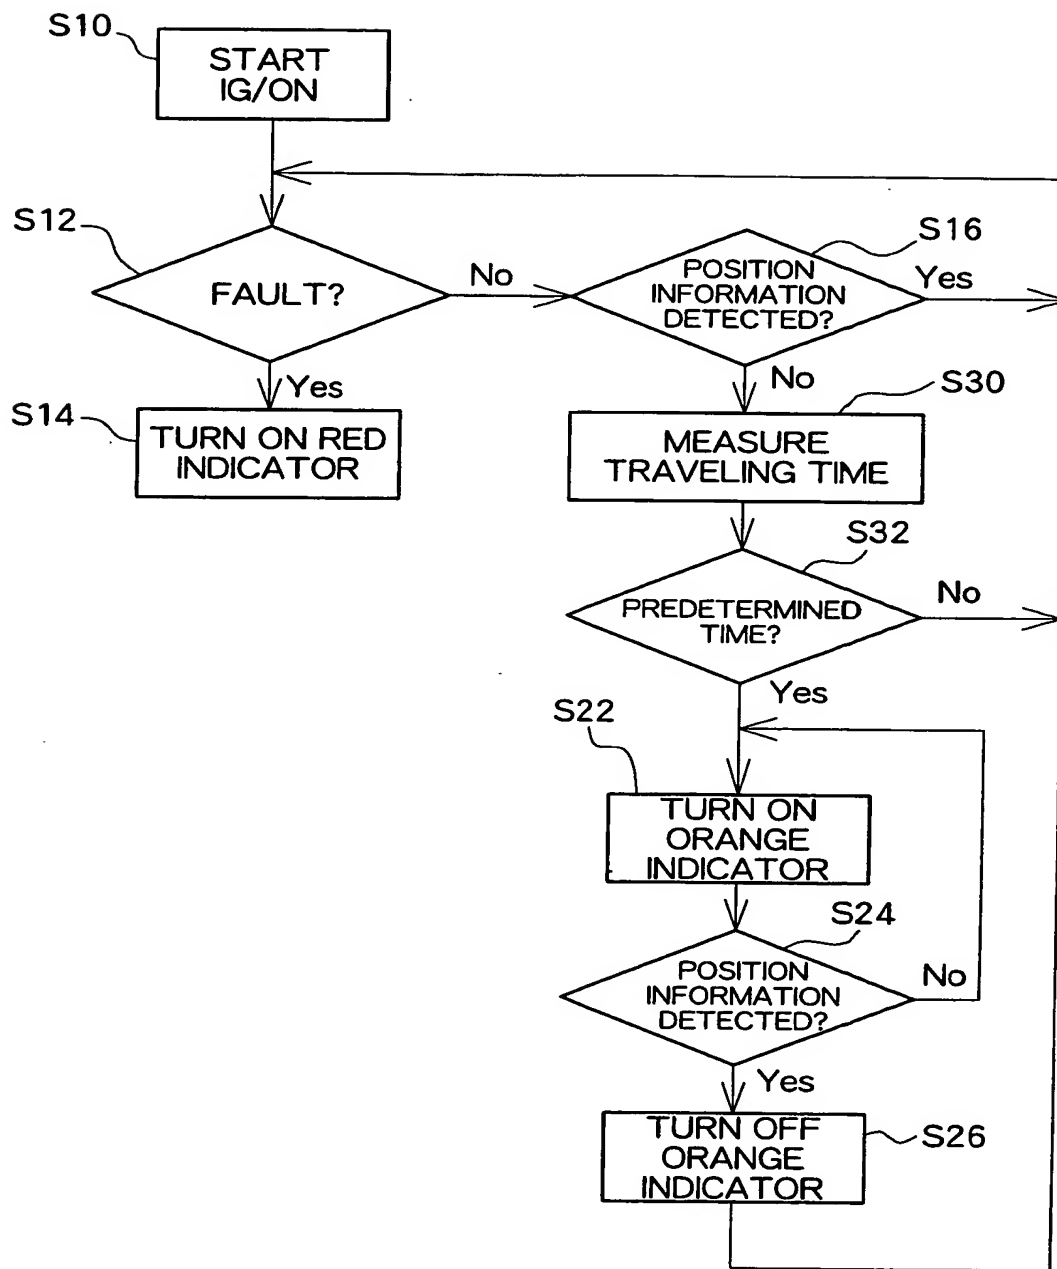 S10
START
IG/ON
S12
FAULT?
No
S16
POSITION
INFORMATION
DETECTED?
Yes
Yes
No
S14
TURN ON RED
INDICATOR
S30
MEASURE
TRAVELING TIME
S32
PREDETERMINED
TIME?
No
Yes
S22
TURN ON
ORANGE
INDICATOR
S24
POSITION
INFORMATION
DETECTED?
No
Yes
TURN OFF
ORANGE
INDICATOR
S26